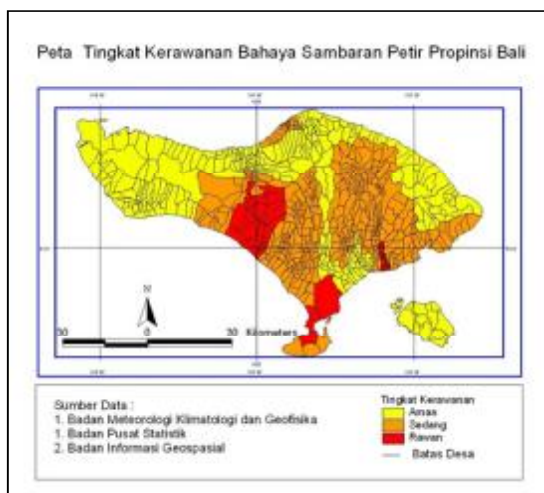 Peta Tingkat Kerawanan Bahaya Sambaran Petir Propinsi Bali
N
30 0 30 Kilometers
Sumber Data :
1. Badan Meteorologi Klimatologi dan Geofisika
1. Badan Pusat Statistik
2. Badan Informasi Geospasial
Tingkat Kerawanan
Aman
Sedang
Rawan
Batas Desa